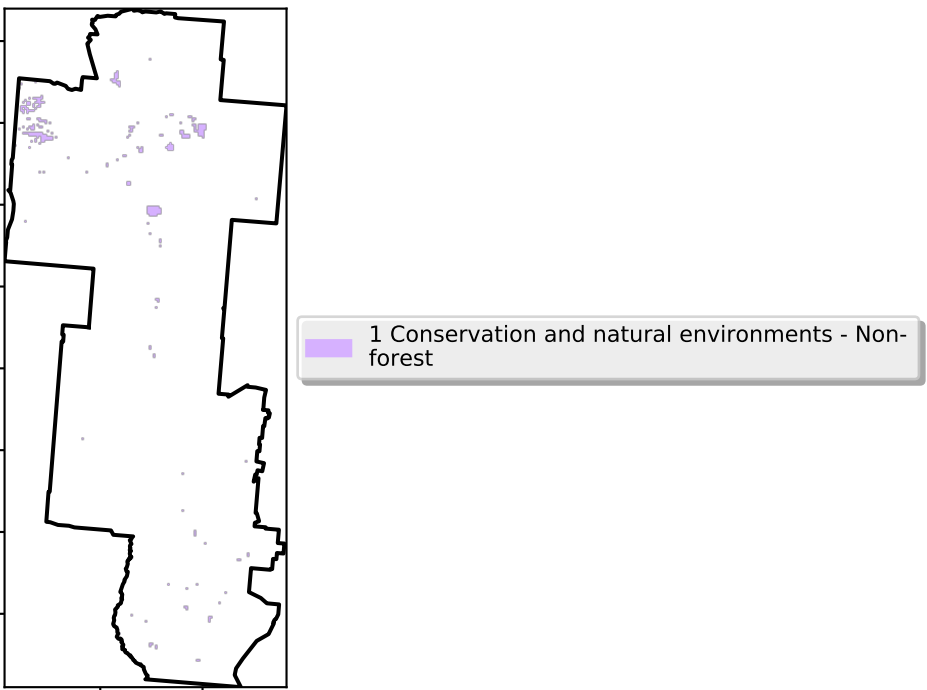 1 Conservation and natural environments - Non-
forest